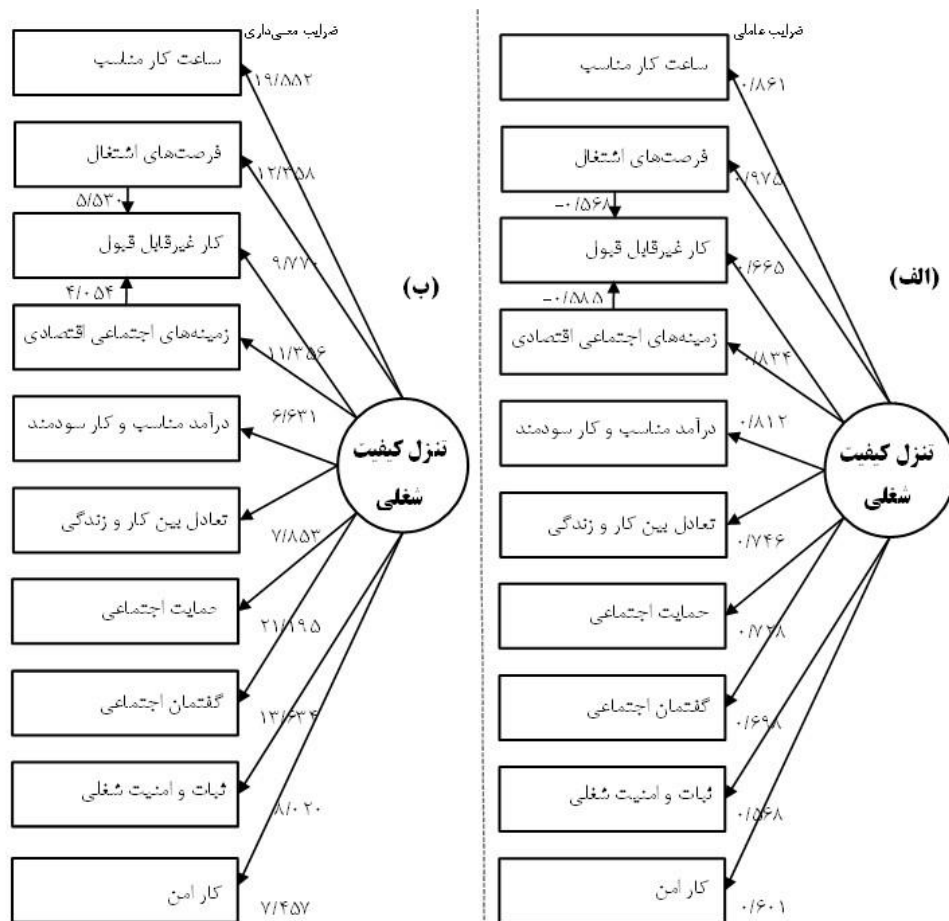 ضرایب عاملی
ساعت کار مناسب
۰/۸۶۱
فرصت‌های اشتغال
۰/۹۷۵
-۰/۵۶۸
کار غیرقابل قبول
۰/۶۶۵
(الف)
-۰/۵۸۵
زمینه‌های اجتماعی اقتصادی
۰/۸۳۴
درآمد مناسب و کار سودمند
۰/۸۱۲
تنزل کیفیت
شغلی
تعادل بین کار و زندگی
۰/۷۴۶
حمایت اجتماعی
۰/۷۲۸
گفتمان اجتماعی
۰/۶۹۸
ثبات و امنیت شغلی
۰/۵۶۸
کار امن
۰/۶۰۱
ضرایب معنی‌داری
ساعت کار مناسب
۱۹/۵۵۲
فرصت‌های اشتغال
۱۲/۳۵۸
۵/۵۳۰
کار غیرقابل قبول
۹/۷۷۰
(ب)
۴/۰۵۴
زمینه‌های اجتماعی اقتصادی
۱۱/۳۵۶
درآمد مناسب و کار سودمند
۶/۶۳۱
تنزل کیفیت
شغلی
تعادل بین کار و زندگی
۷/۸۵۳
حمایت اجتماعی
۲۱/۱۹۵
گفتمان اجتماعی
۱۳/۶۳۴
ثبات و امنیت شغلی
۸/۰۲۰
کار امن
۷/۴۵۷